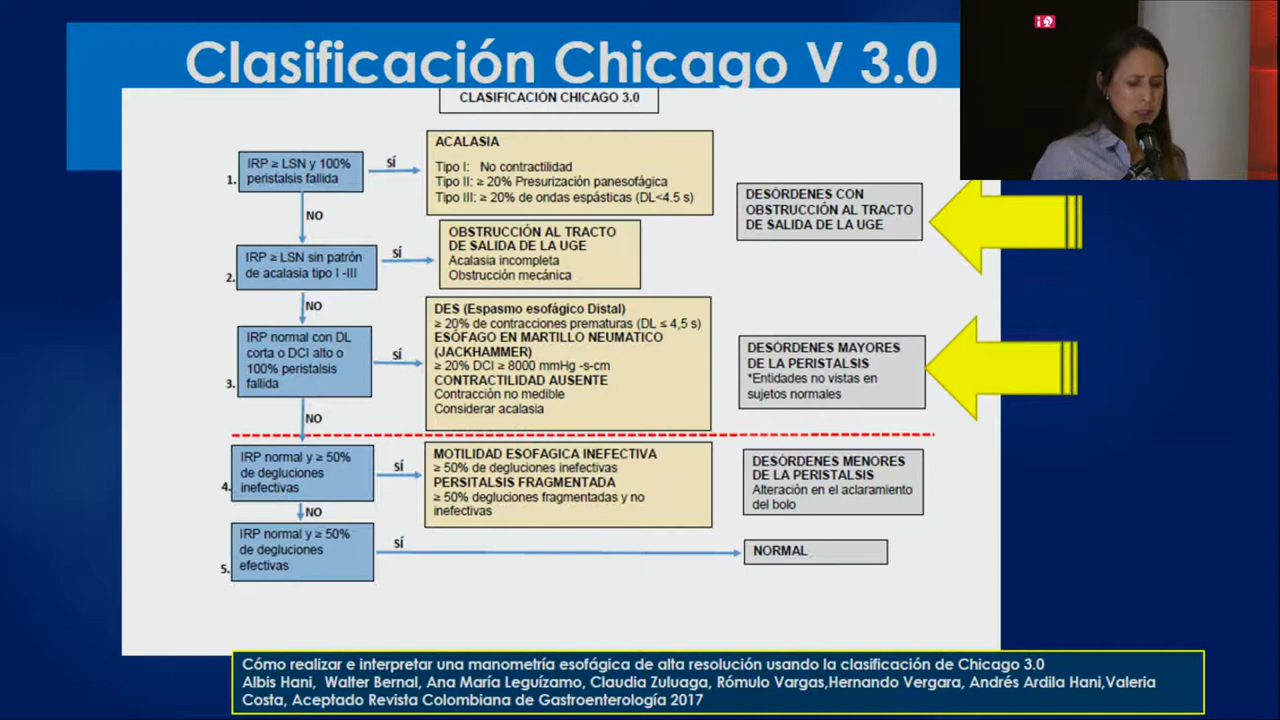 Clasificación Chicago V 3.0
iQ
CLASIFICACIÓN CHICAGO 3.0
1.
IRP ≥ LSN y 100%
peristalsis fallida
SÍ
ACALASIA
Tipo I: No contractilidad
Tipo II: ≥ 20% Presurización panesofágica
Tipo III: ≥ 20% de ondas espásticas (DL<4.5 s)
DESÓRDENES CON
OBSTRUCCIÓN AL TRACTO
DE SALIDA DE LA UGE
NO
2.
IRP ≥ LSN sin patrón
de acalasia tipo I -III
SÍ
OBSTRUCCIÓN AL TRACTO
DE SALIDA DE LA UGE
Acalasia incompleta
Obstrucción mecánica
NO
3.
IRP normal con DL
corta o DCI alto o
100% peristalsis
fallida
SÍ
DES (Espasmo esofágico Distal)
≥ 20% de contracciones prematuras (DL ≤ 4,5 s)
ESÓFAGO EN MARTILLO NEUMATICO
(JACKHAMMER)
≥ 20% DCI ≥ 8000 mmHg -s-cm
CONTRACTILIDAD AUSENTE
Contracción no medible
Considerar acalasia
DESÓRDENES MAYORES
DE LA PERISTALSIS
*Entidades no vistas en
sujetos normales
NO
4.
IRP normal y ≥ 50%
de degluciones
inefectivas
SÍ
MOTILIDAD ESOFAGICA INEFECTIVA
≥ 50% de degluciones inefectivas
PERSITALSIS FRAGMENTADA
≥ 50% degluciones fragmentadas y no
inefectivas
DESÓRDENES MENORES
DE LA PERISTALSIS
Alteración en el aclaramiento
del bolo
NO
5.
IRP normal y ≥ 50%
de degluciones
efectivas
SÍ
NORMAL
Cómo realizar e interpretar una manometría esofágica de alta resolución usando la clasificación de Chicago 3.0
Albis Hani, Walter Bernal, Ana María Leguízamo, Claudia Zuluaga, Rómulo Vargas,Hernando Vergara, Andrés Ardila Hani,Valeria
Costa, Aceptado Revista Colombiana de Gastroenterología 2017